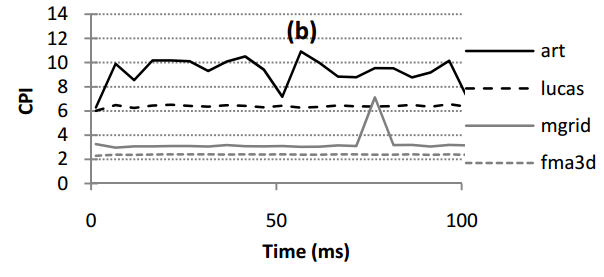 (b)
14
12
10
8
6
4
2
0
CPI
0 50 100
Time (ms)
art
lucas
mgrid
fma3d